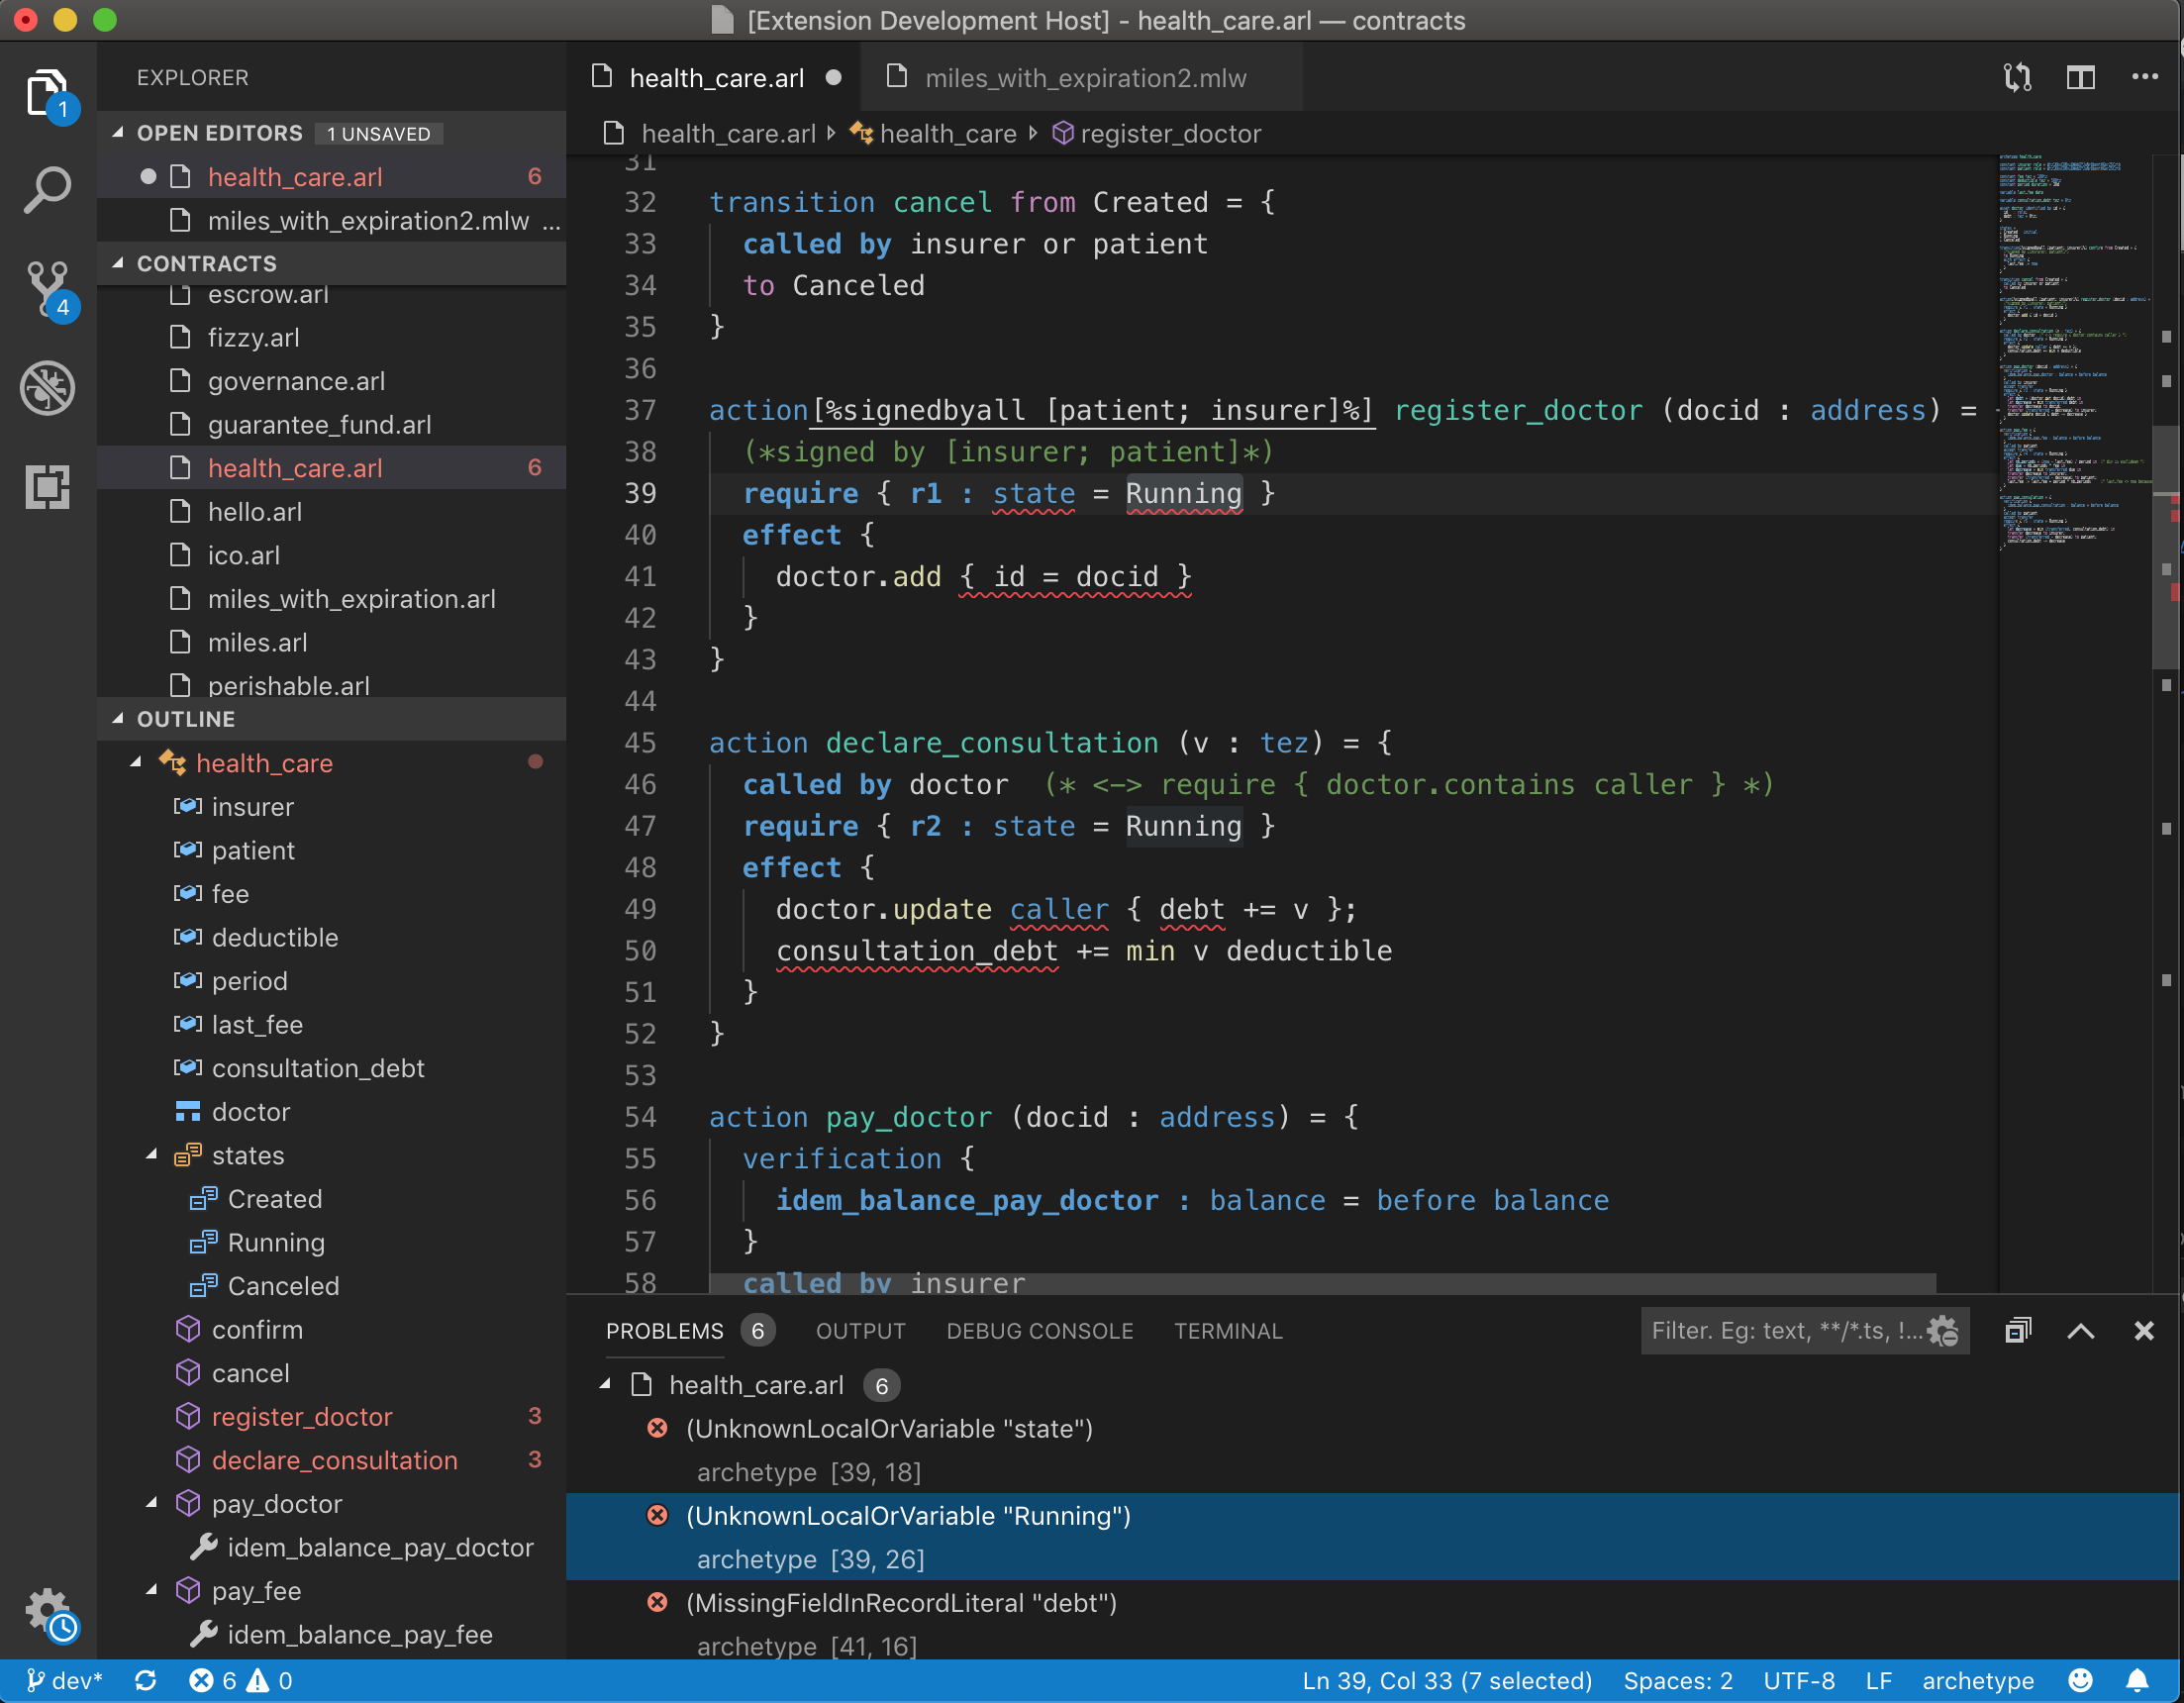 [Extension Development Host] - health_care.arl — contracts
EXPLORER
OPEN EDITORS 1 UNSAVED
health_care.arl 6
miles_with_expiration2.mlw ...
CONTRACTS
escrow.arl
fizzy.arl
governance.arl
guarantee_fund.arl
health_care.arl 6
hello.arl
ico.arl
miles_with_expiration.arl
miles.arl
perishable.arl
OUTLINE
health_care
insurer
patient
fee
deductible
period
last_fee
consultation_debt
doctor
states
Created
Running
Canceled
confirm
cancel
register_doctor 3
declare_consultation 3
pay_doctor
idem_balance_pay_doctor
pay_fee
idem_balance_pay_fee
1
4
health_care.arl
miles_with_expiration2.mlw
health_care.arl health_care register_doctor
31
32 transition cancel from Created = {
33 called by insurer or patient
34 to Canceled
35 }
36
37 action[%signedbyall [patient; insurer]%] register_doctor (docid : address) =
38 (*signed by [insurer; patient]*)
39 require { r1 : state = Running }
40 effect {
41 doctor.add { id = docid }
42 }
43 }
44
45 action declare_consultation (v : tez) = {
46 called by doctor (* <-> require { doctor.contains caller } *)
47 require { r2 : state = Running }
48 effect {
49 doctor.update caller { debt += v };
50 consultation_debt += min v deductible
51 }
52 }
53
54 action pay_doctor (docid : address) = {
55 verification {
56 idem_balance_pay_doctor : balance = before balance
57 }
58 called by insurer
PROBLEMS 6 OUTPUT DEBUG CONSOLE TERMINAL Filter. Eg: text, **/*.ts, !...
health_care.arl 6
(UnknownLocalOrVariable "state")
archetype [39, 18]
(UnknownLocalOrVariable "Running")
archetype [39, 26]
(MissingFieldInRecordLiteral "debt")
archetype [41, 16]
dev* 6 0 Ln 39, Col 33 (7 selected) Spaces: 2 UTF-8 LF archetype